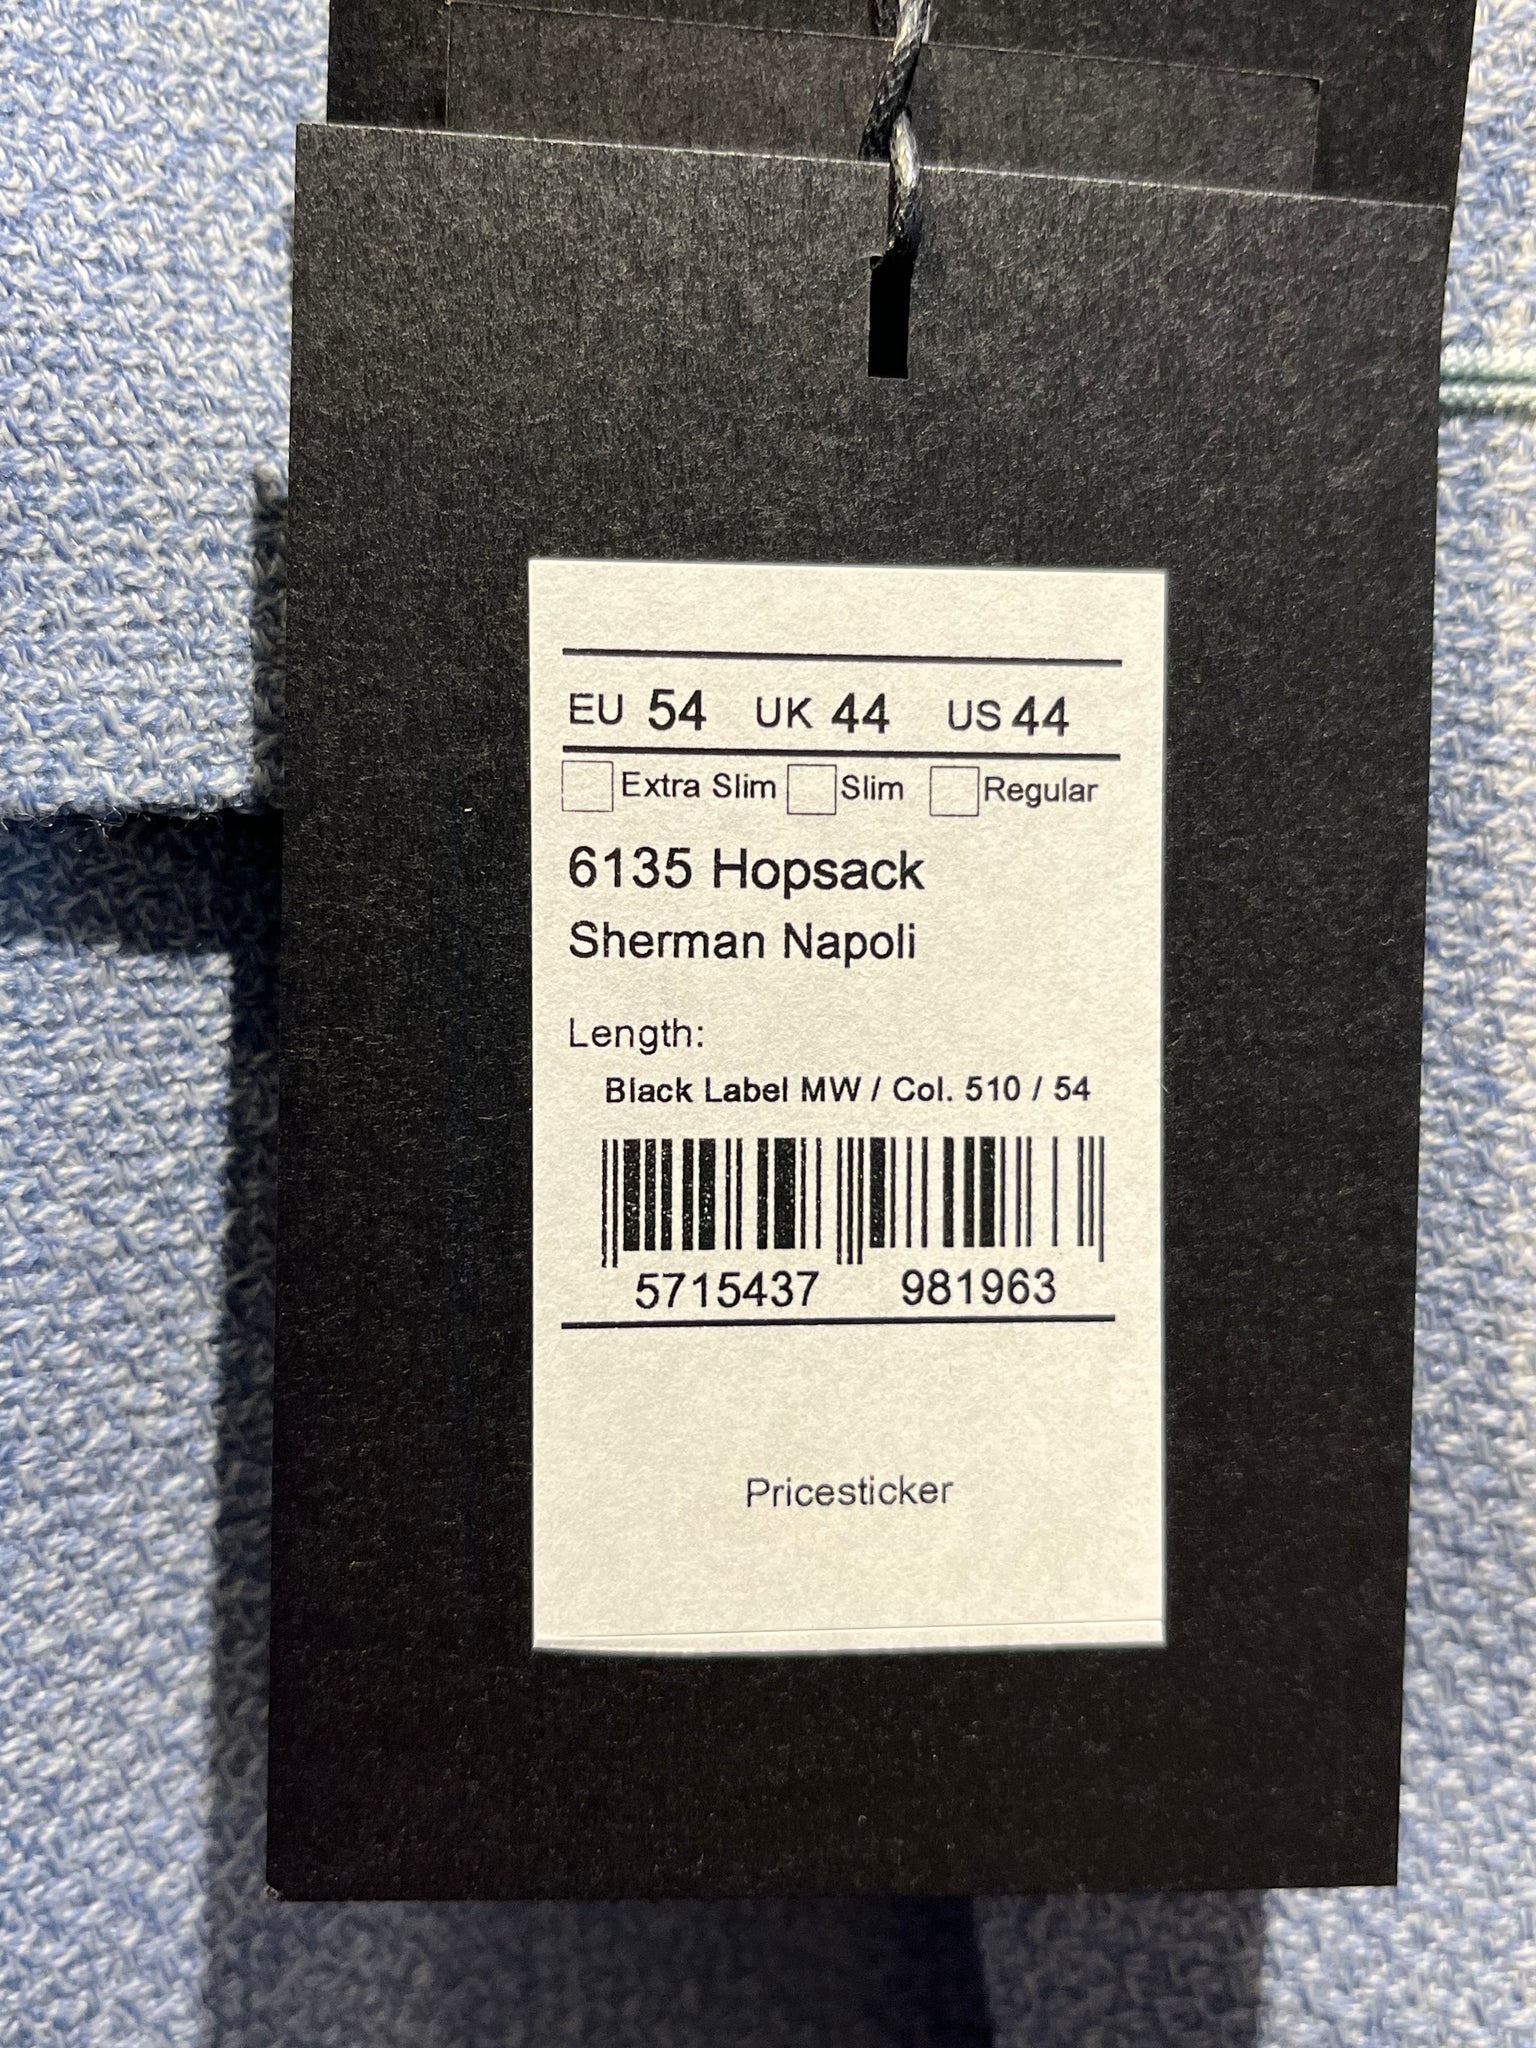 EU 54 UK 44 US 44
Extra Slim Slim Regular
6135 Hopsack
Sherman Napoli
Length:
Black Label MW / Col. 510 / 54
5715437 981963
Pricesticker